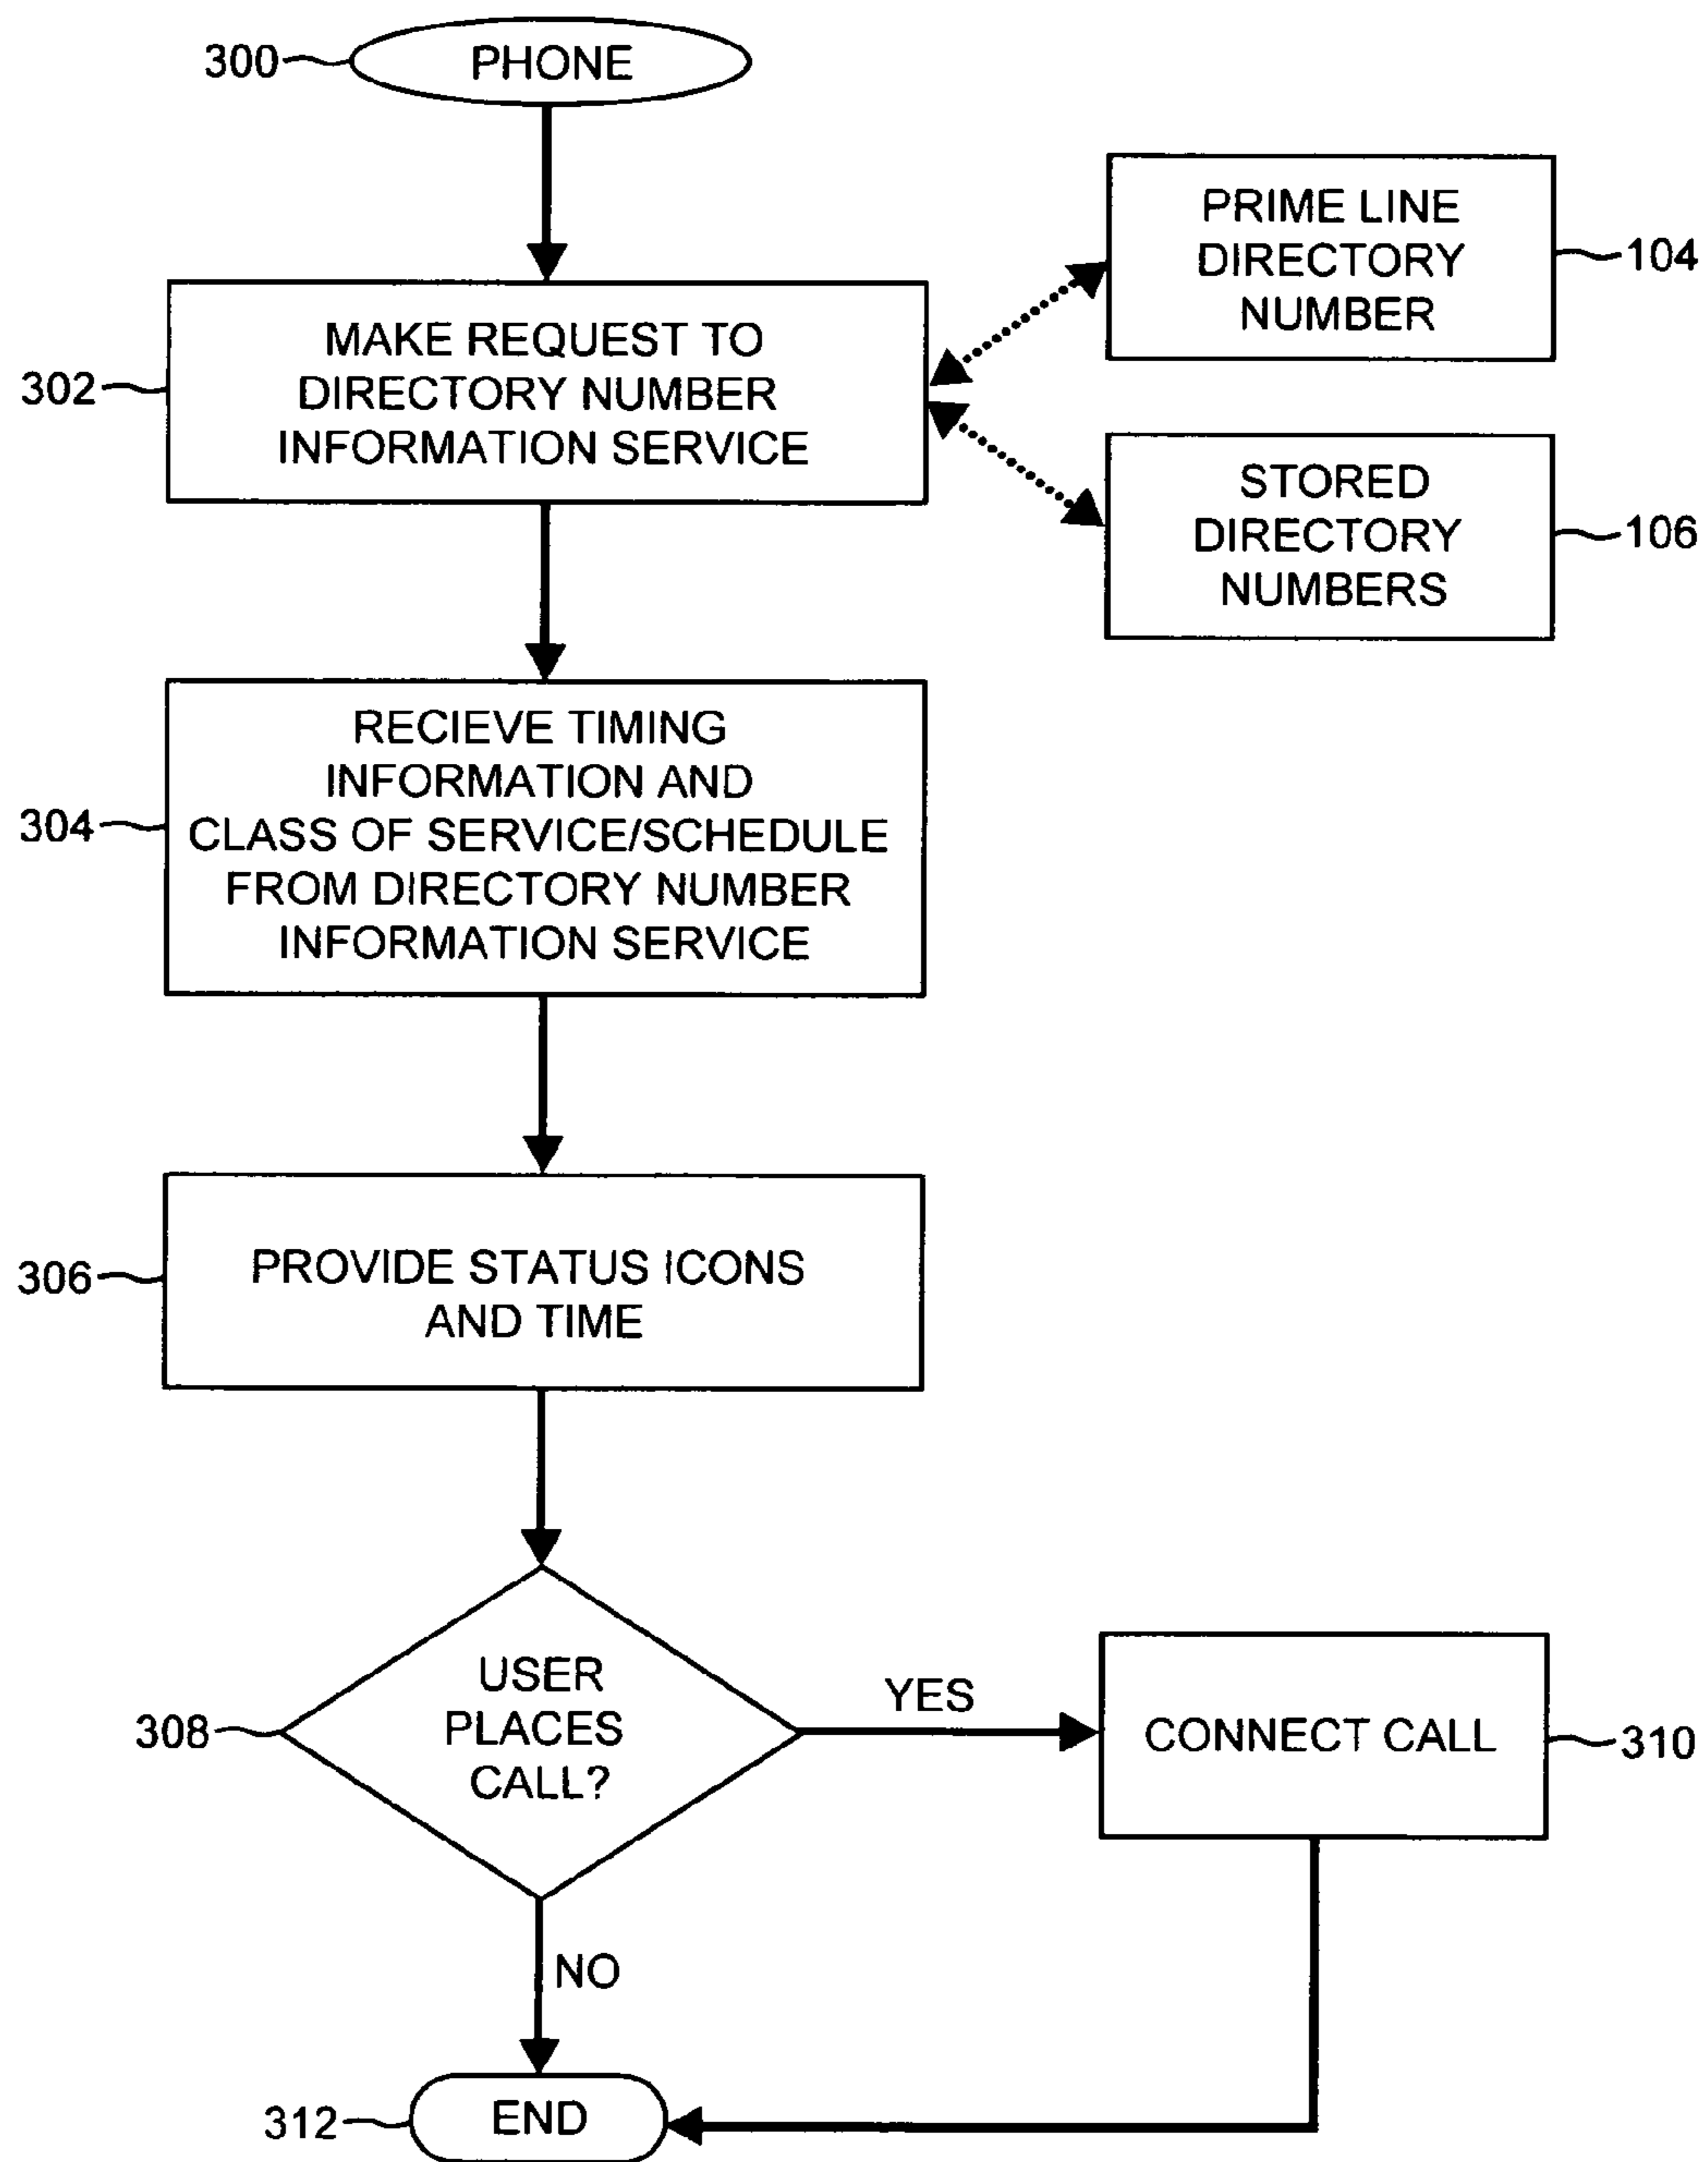 300
PHONE
PRIME LINE
DIRECTORY
NUMBER
104
302
MAKE REQUEST TO
DIRECTORY NUMBER
INFORMATION SERVICE
STORED
DIRECTORY
NUMBERS
106
304
RECIEVE TIMING
INFORMATION AND
CLASS OF SERVICE/SCHEDULE
FROM DIRECTORY NUMBER
INFORMATION SERVICE
306
PROVIDE STATUS ICONS
AND TIME
308
USER
PLACES
CALL?
YES
CONNECT CALL
310
NO
312
END